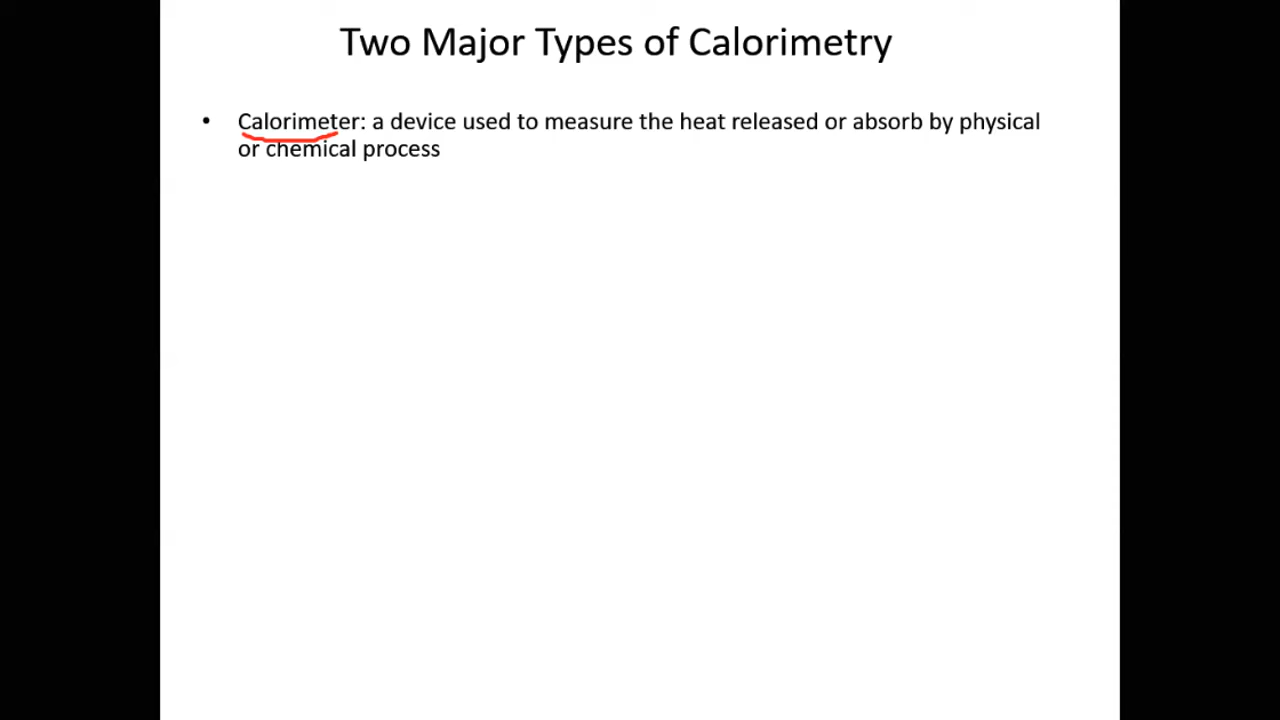 Two Major Types of Calorimetry
• Calorimeter: a device used to measure the heat released or absorb by physical
or chemical process